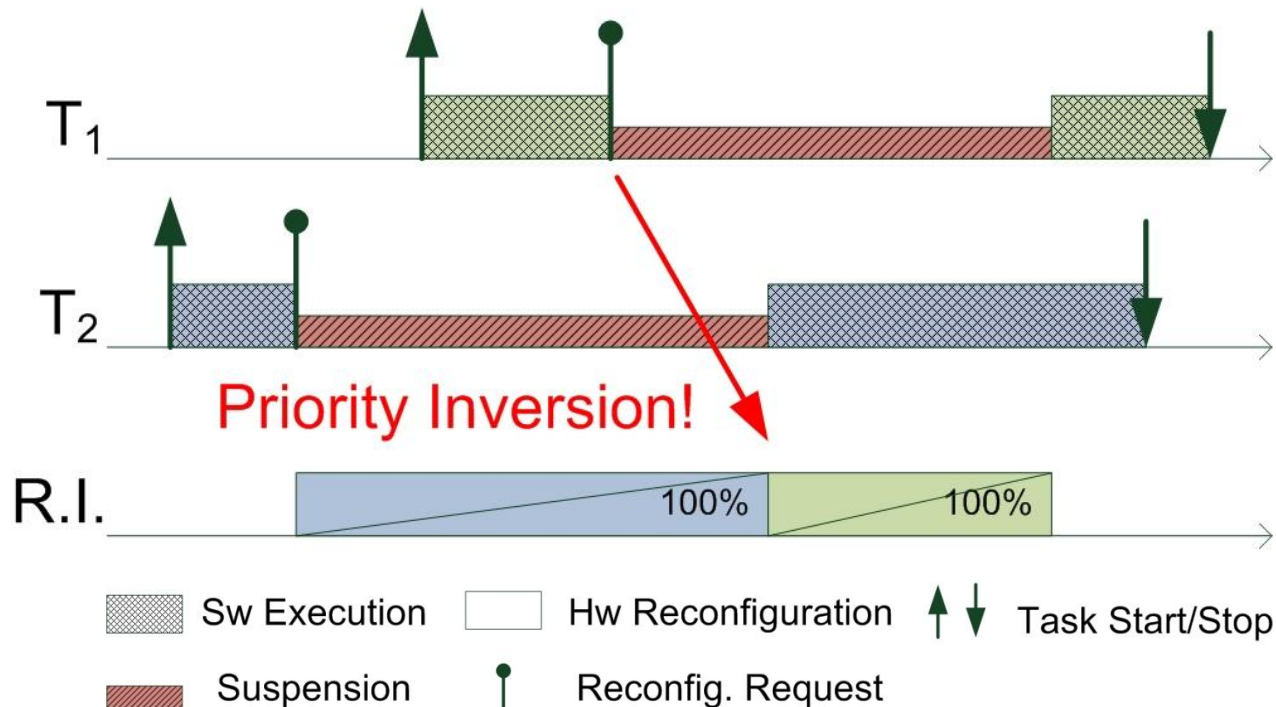 T1
T2
Priority Inversion!
R.I.
100% 100%
Sw Execution Hw Reconfiguration Task Start/Stop
Suspension Reconfig. Request